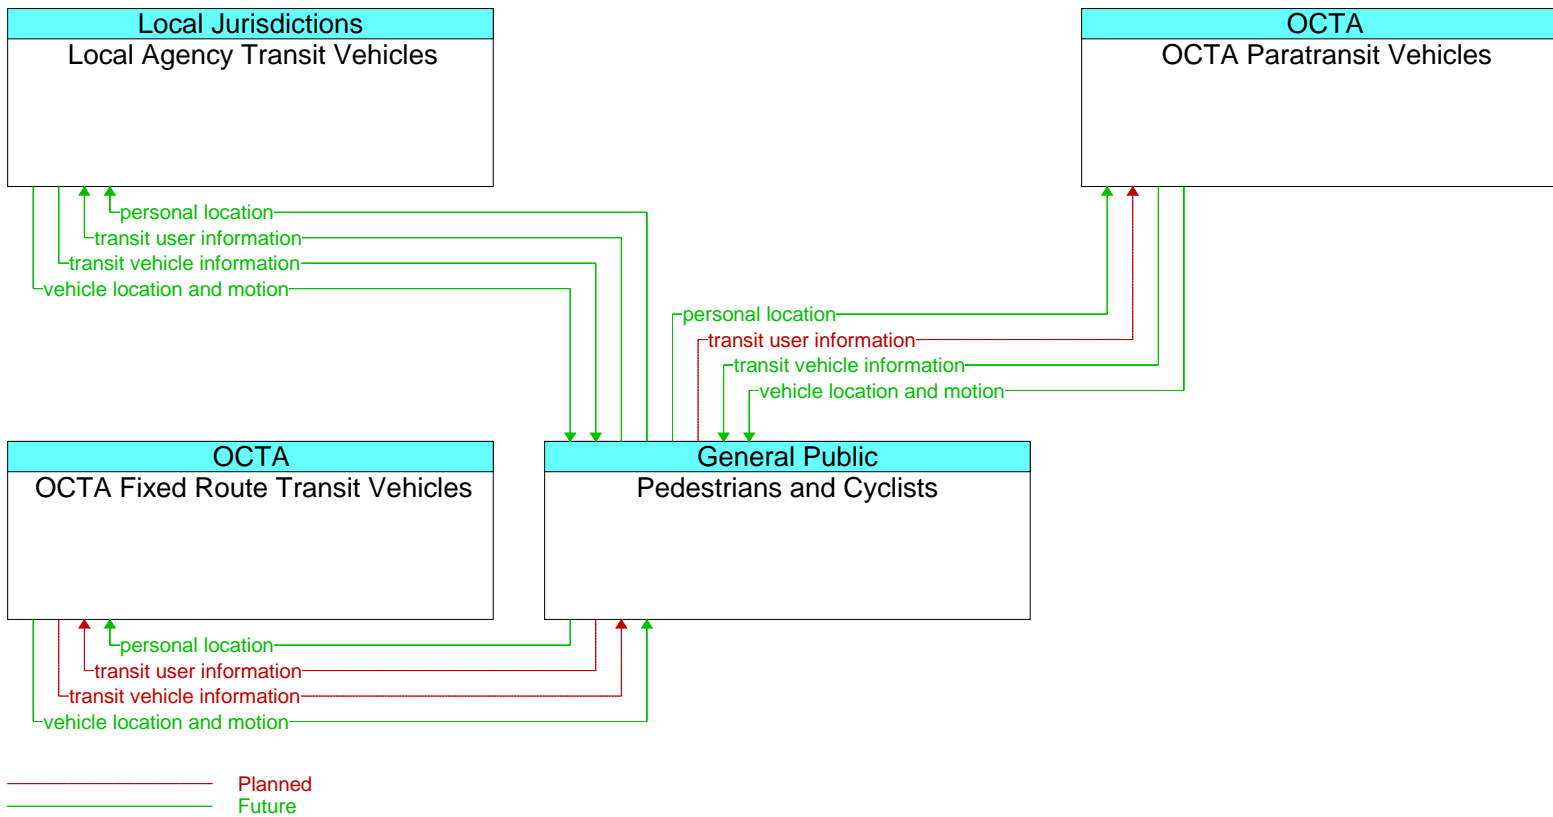 Local Jurisdictions
Local Agency Transit Vehicles
OCTA
OCTA Paratransit Vehicles
personal location
transit user information
transit vehicle information
vehicle location and motion
personal location
transit user information
transit vehicle information
vehicle location and motion
OCTA
OCTA Fixed Route Transit Vehicles
General Public
Pedestrians and Cyclists
personal location
transit user information
transit vehicle information
vehicle location and motion
Planned
Future